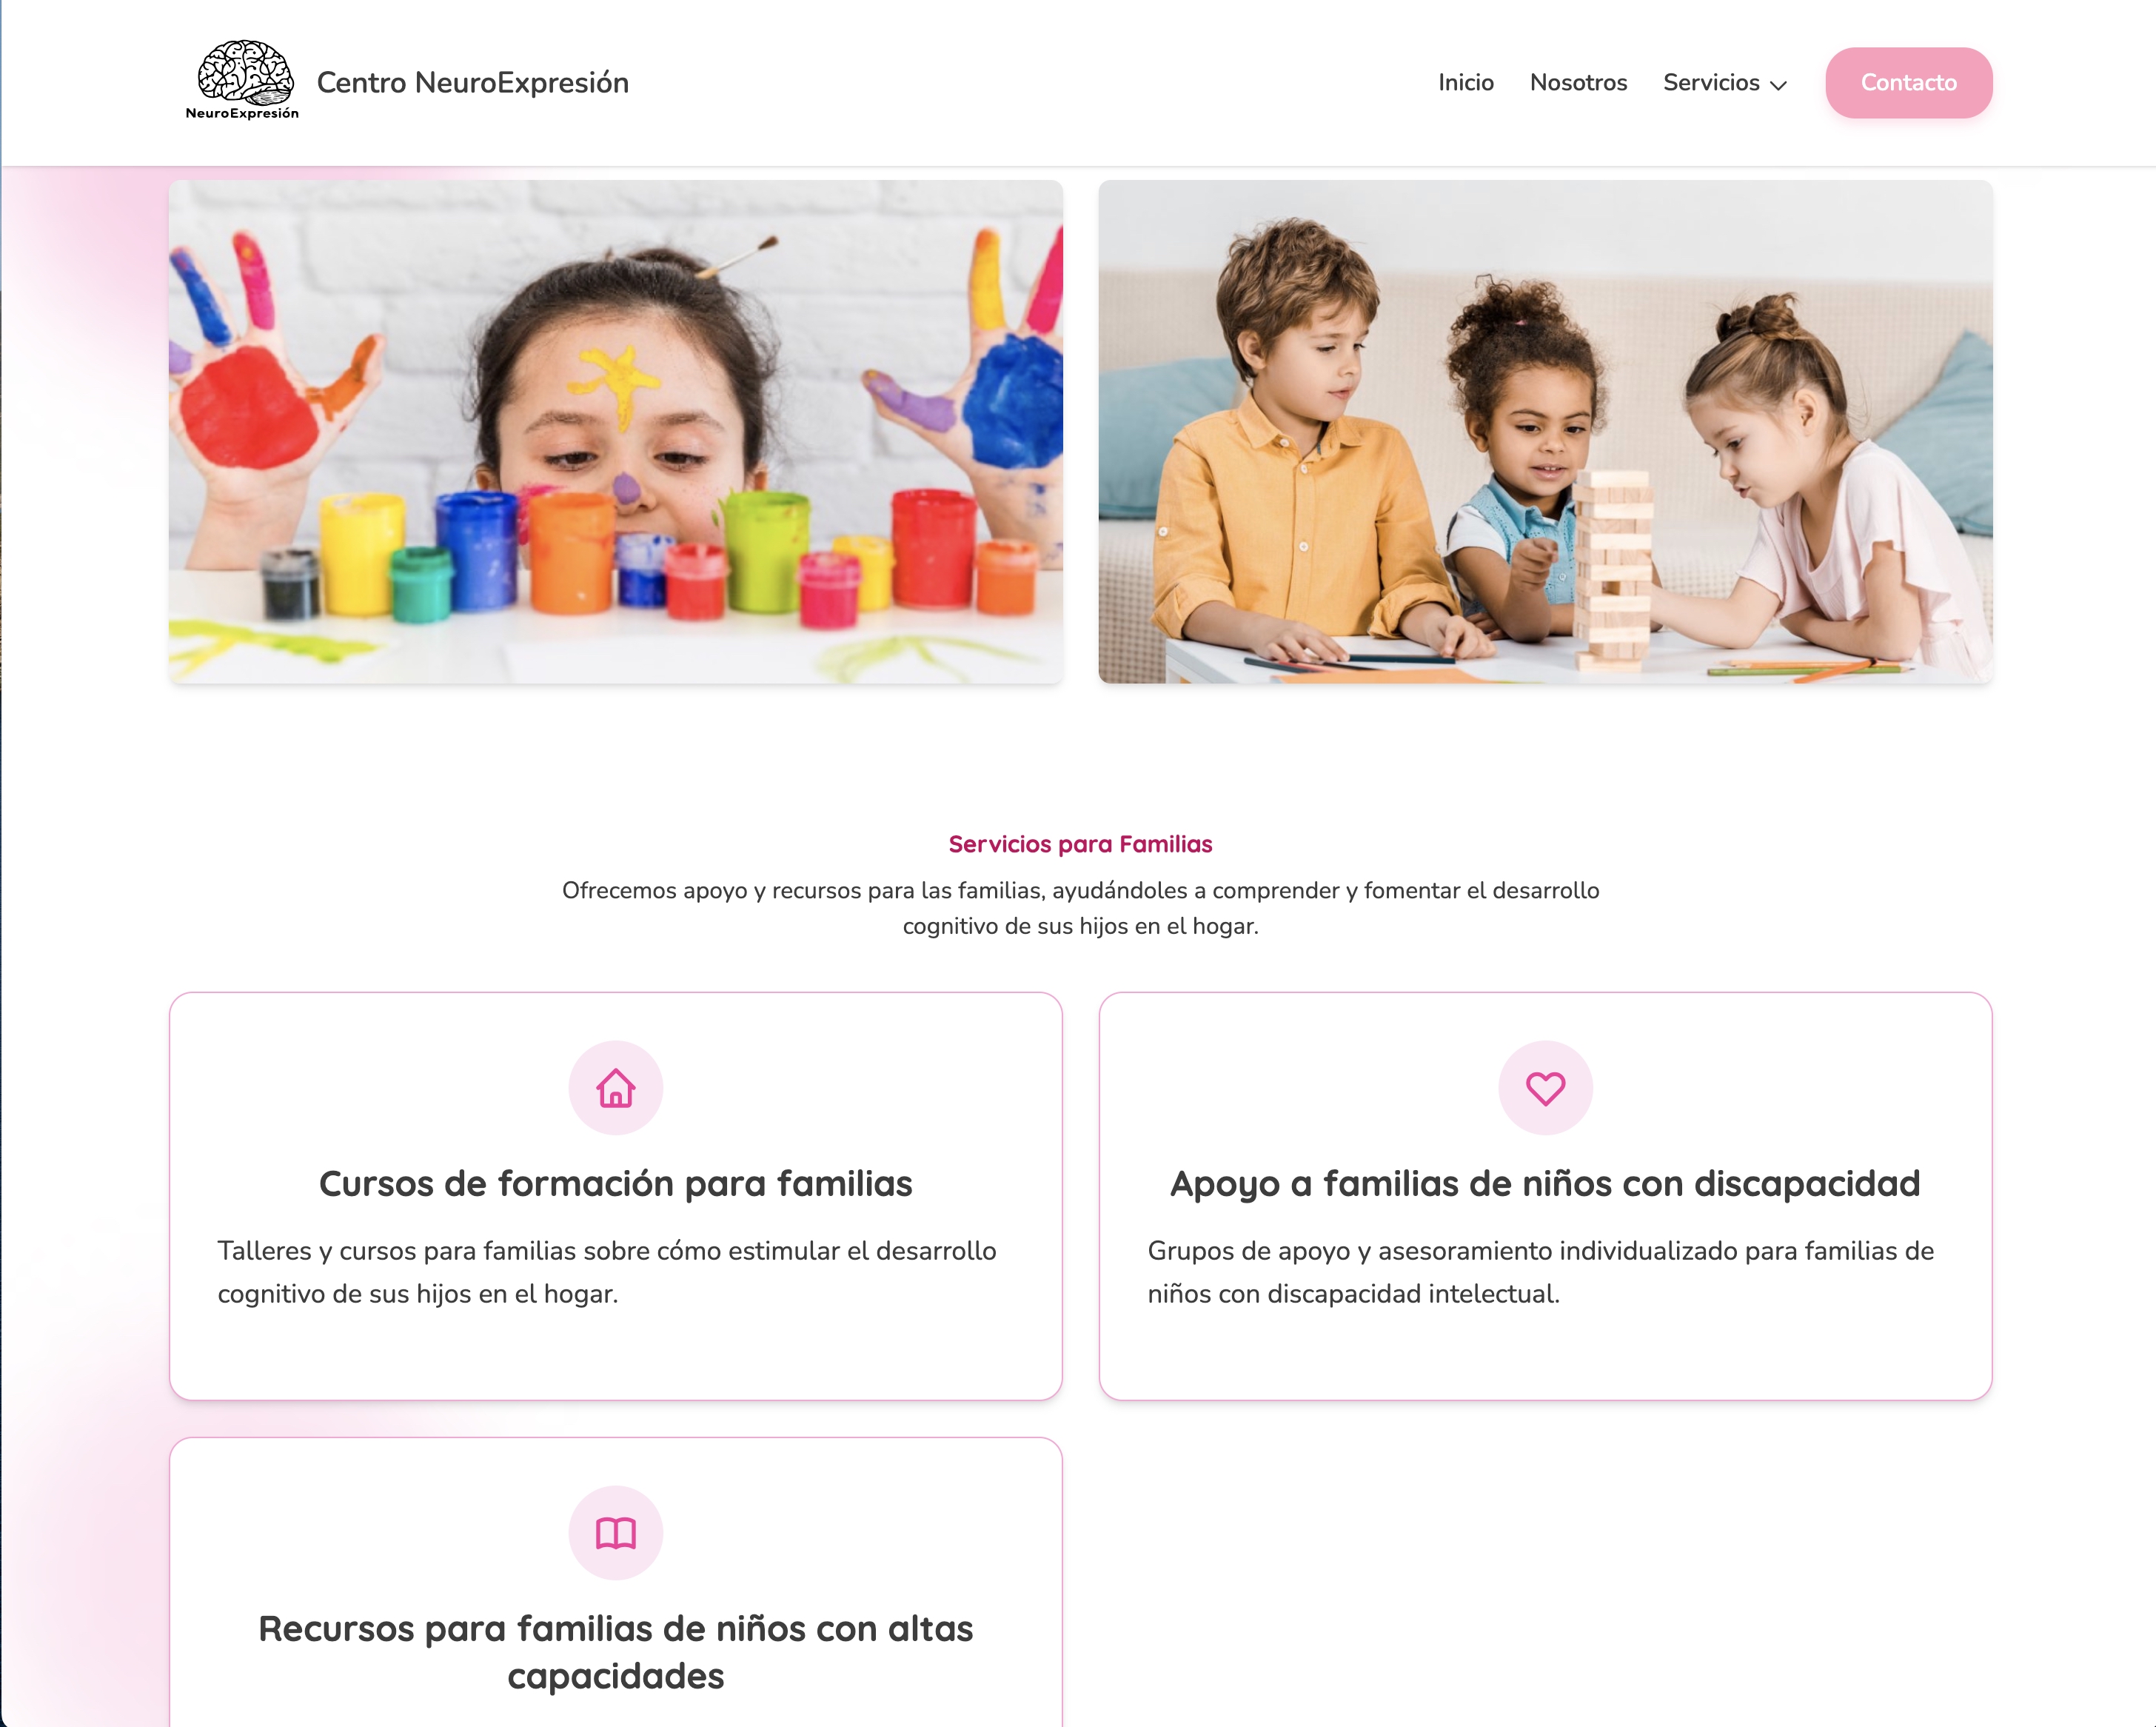 NeuroExpresión
Centro NeuroExpresión
Inicio
Nosotros
Servicios
Contacto
Servicios para Familias
Ofrecemos apoyo y recursos para las familias, ayudándoles a comprender y fomentar el desarrollo
cognitivo de sus hijos en el hogar.
Cursos de formación para familias
Talleres y cursos para familias sobre cómo estimular el desarrollo
cognitivo de sus hijos en el hogar.
Apoyo a familias de niños con discapacidad
Grupos de apoyo y asesoramiento individualizado para familias de
niños con discapacidad intelectual.
Recursos para familias de niños con altas
capacidades